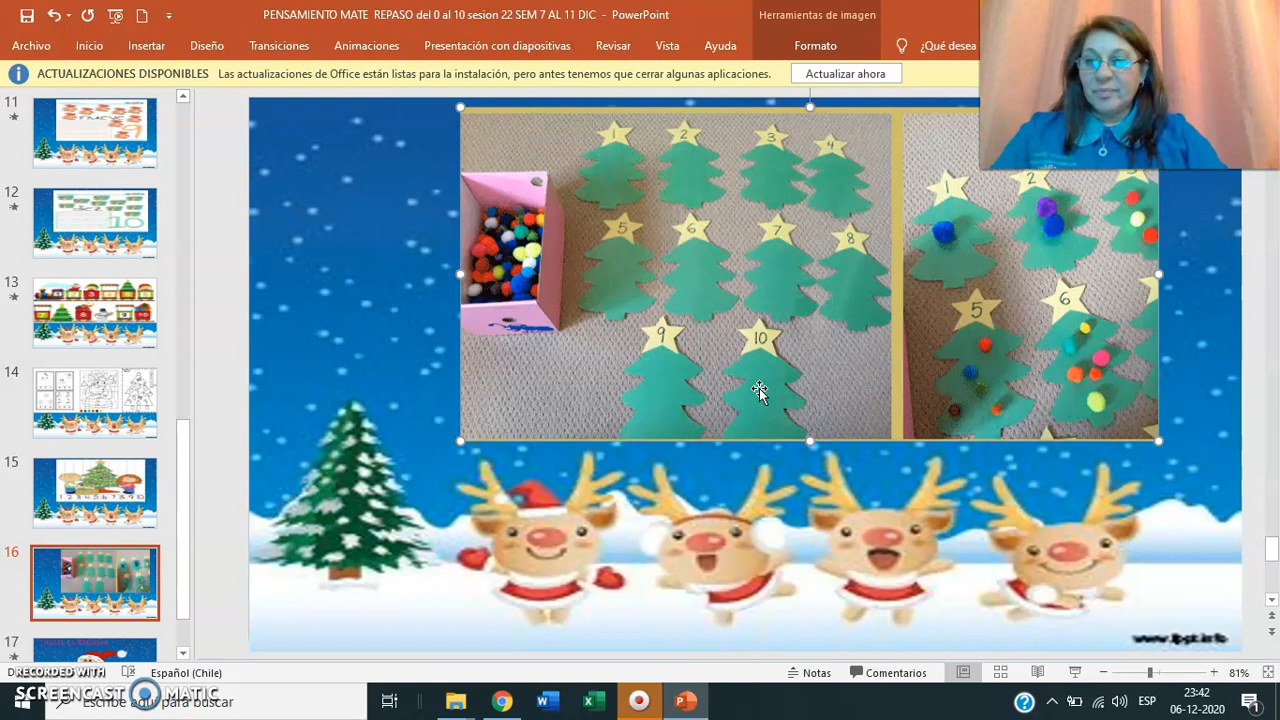 PENSAMIENTO MATE REPASO del 0 al 10 sesion 22 SEM 7 AL 11 DIC - PowerPoint
Herramientas de imagen
Archivo Inicio Insertar Diseño Transiciones Animaciones Presentación con diapositivas Revisar Vista Ayuda Formato ¿Qué desea
ACTUALIZACIONES DISPONIBLES Las actualizaciones de Office están listas para la instalación, pero antes tenemos que cerrar algunas aplicaciones. Actualizar ahora
11
12
10
13
14
15
16
17
1 2 3 4
5 6 7 8
9 10
1 2
5 6
www.fppt.info
Español (Chile)
Notas
Comentarios
81%
RECORDED WITH
SCREENCAST MATIC
Escribe aquí para buscar
ESP
23:42
06-12-2020